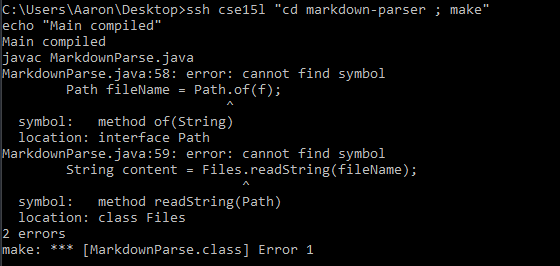 C:\Users\Aaron\Desktop>ssh cse15l "cd markdown-parser ; make"
echo "Main compiled"
Main compiled
javac MarkdownParse.java
MarkdownParse.java:58: error: cannot find symbol
        Path fileName = Path.of(f);
                            ^
  symbol:   method of(String)
  location: interface Path
MarkdownParse.java:59: error: cannot find symbol
        String content = Files.readString(fileName);
                              ^
  symbol:   method readString(Path)
  location: class Files
2 errors
make: *** [MarkdownParse.class] Error 1